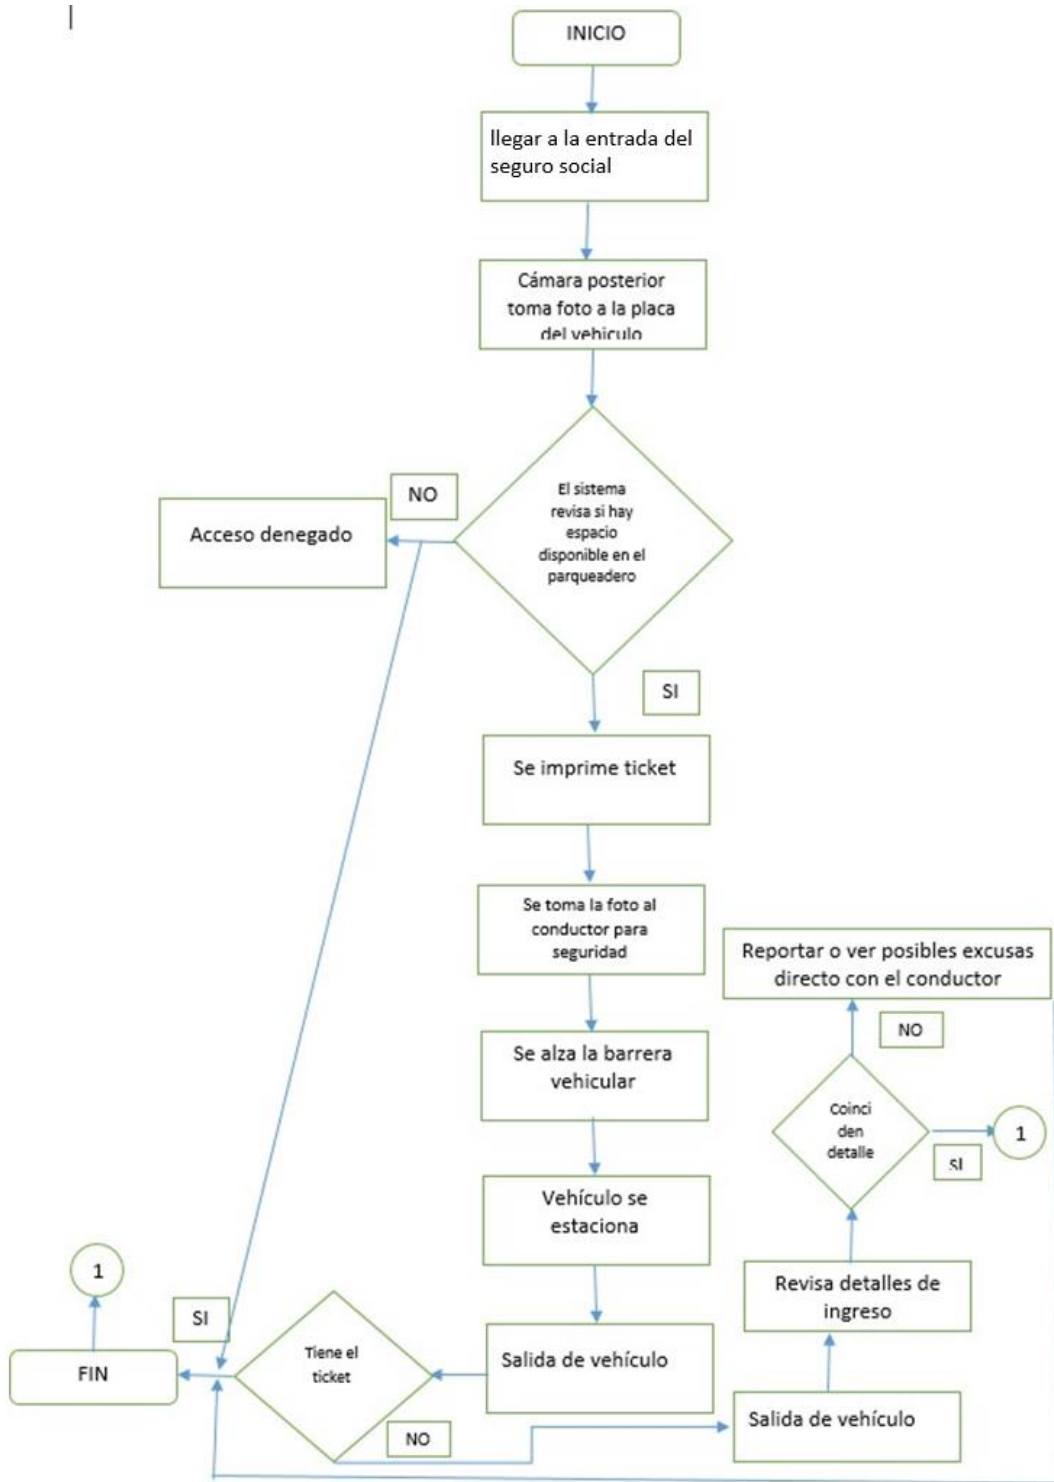 INICIO
llegar a la entrada del
seguro social
Cámara posterior
toma foto a la placa
del vehiculo
El sistema
revisa si hay
espacio
disponible en el
parqueadero
NO
Acceso denegado
SI
Se imprime ticket
Se toma la foto al
conductor para
seguridad
Se alza la barrera
vehicular
Vehículo se
estaciona
Salida de vehículo
Tiene el
ticket
SI
FIN
1
NO
Salida de vehículo
Revisa detalles de
ingreso
Coinci
den
detalle
SI
1
NO
Reportar o ver posibles excusas
directo con el conductor